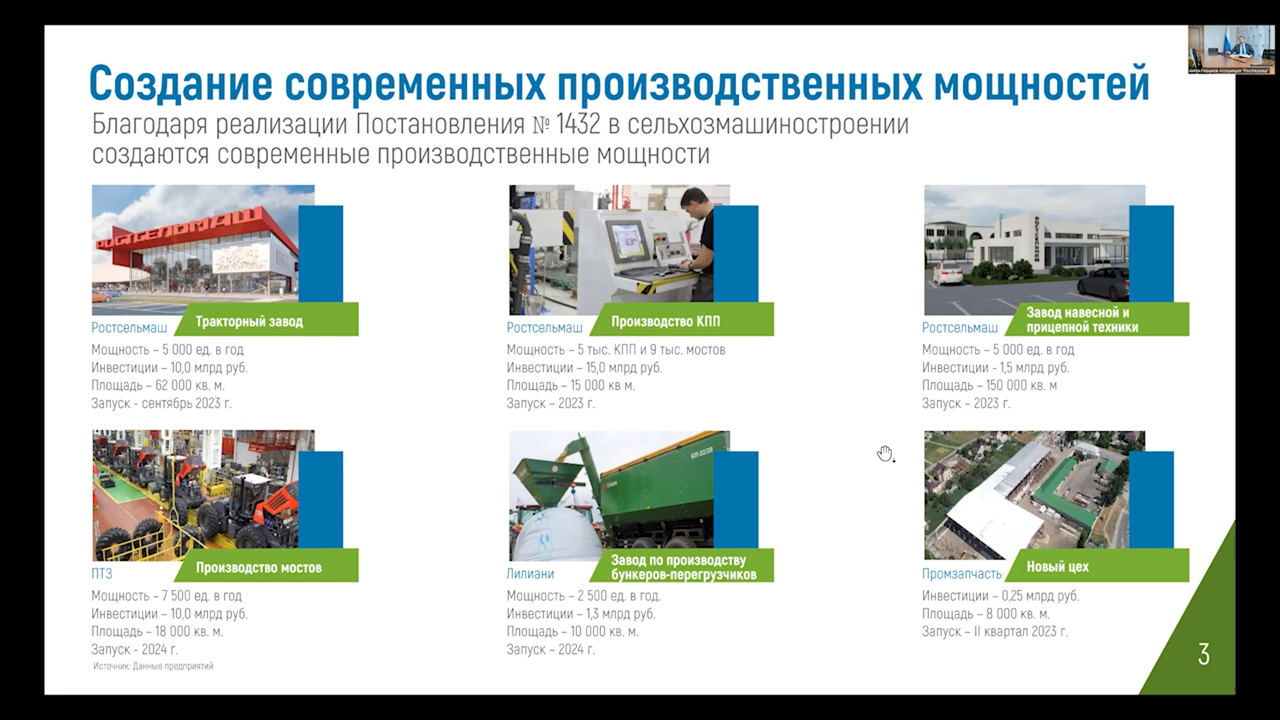 Создание современных производственных мощностей
Благодаря реализации Постановления № 1432 в сельхозмашиностроении
создаются современные производственные мощности
РОСТСЕЛЬМАШ
Ростсельмаш
Тракторный завод
Мощность – 5 000 ед. в год
Инвестиции – 10,0 млрд руб.
Площадь – 62 000 кв. м.
Запуск - сентябрь 2023 г.
Ростсельмаш
Производство КПП
Мощность – 5 тыс. КПП и 9 тыс. мостов
Инвестиции – 15,0 млрд руб.
Площадь – 15 000 кв м.
Запуск – 2023 г.
РОСТСЕЛЬМАШ
Ростсельмаш
Завод навесной и
прицепной техники
Мощность – 5 000 ед. в год
Инвестиции - 1,5 млрд руб.
Площадь – 150 000 кв. м
Запуск – 2023 г.
ПТЗ
Производство мостов
Мощность – 7 500 ед. в год
Инвестиции – 10,0 млрд руб.
Площадь – 18 000 кв. м.
Запуск - 2024 г.
Лилиани
Завод по производству
бункеров-перегрузчиков
Мощность – 2 500 ед. в год.
Инвестиции – 1,3 млрд руб.
Площадь – 10 000 кв. м.
Запуск – 2024 г.
Промзапчасть
Новый цех
Инвестиции – 0,25 млрд руб.
Площадь – 8 000 кв. м.
Запуск – II квартал 2023 г.
Источник: Данные предприятий
3